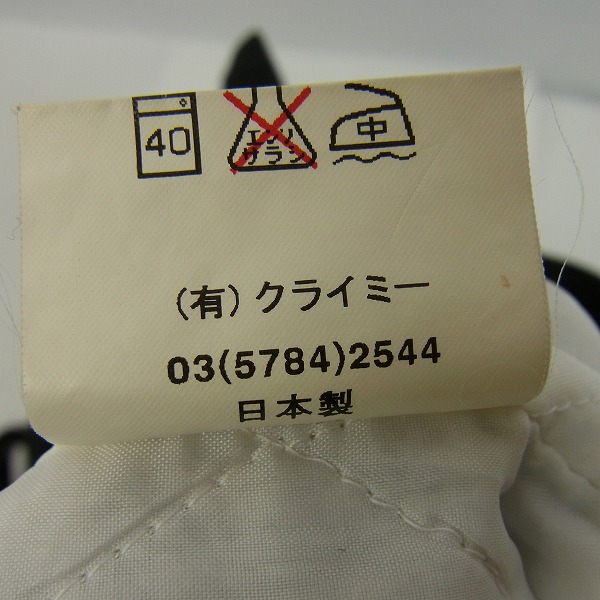 40 エンソ 中
サラシ
(有)クライミー
03(5784)2544
日本製